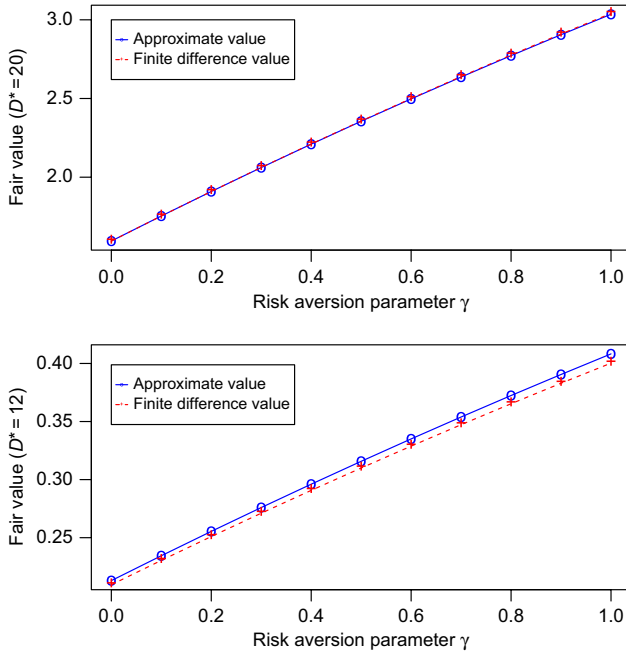 3.0
2.5
2.0
Fair value (D* = 20)
Approximate value
Finite difference value
0.0 0.2 0.4 0.6 0.8 1.0
Risk aversion parameter γ
0.40
0.35
0.30
0.25
Fair value (D* = 12)
Approximate value
Finite difference value
0.0 0.2 0.4 0.6 0.8 1.0
Risk aversion parameter γ